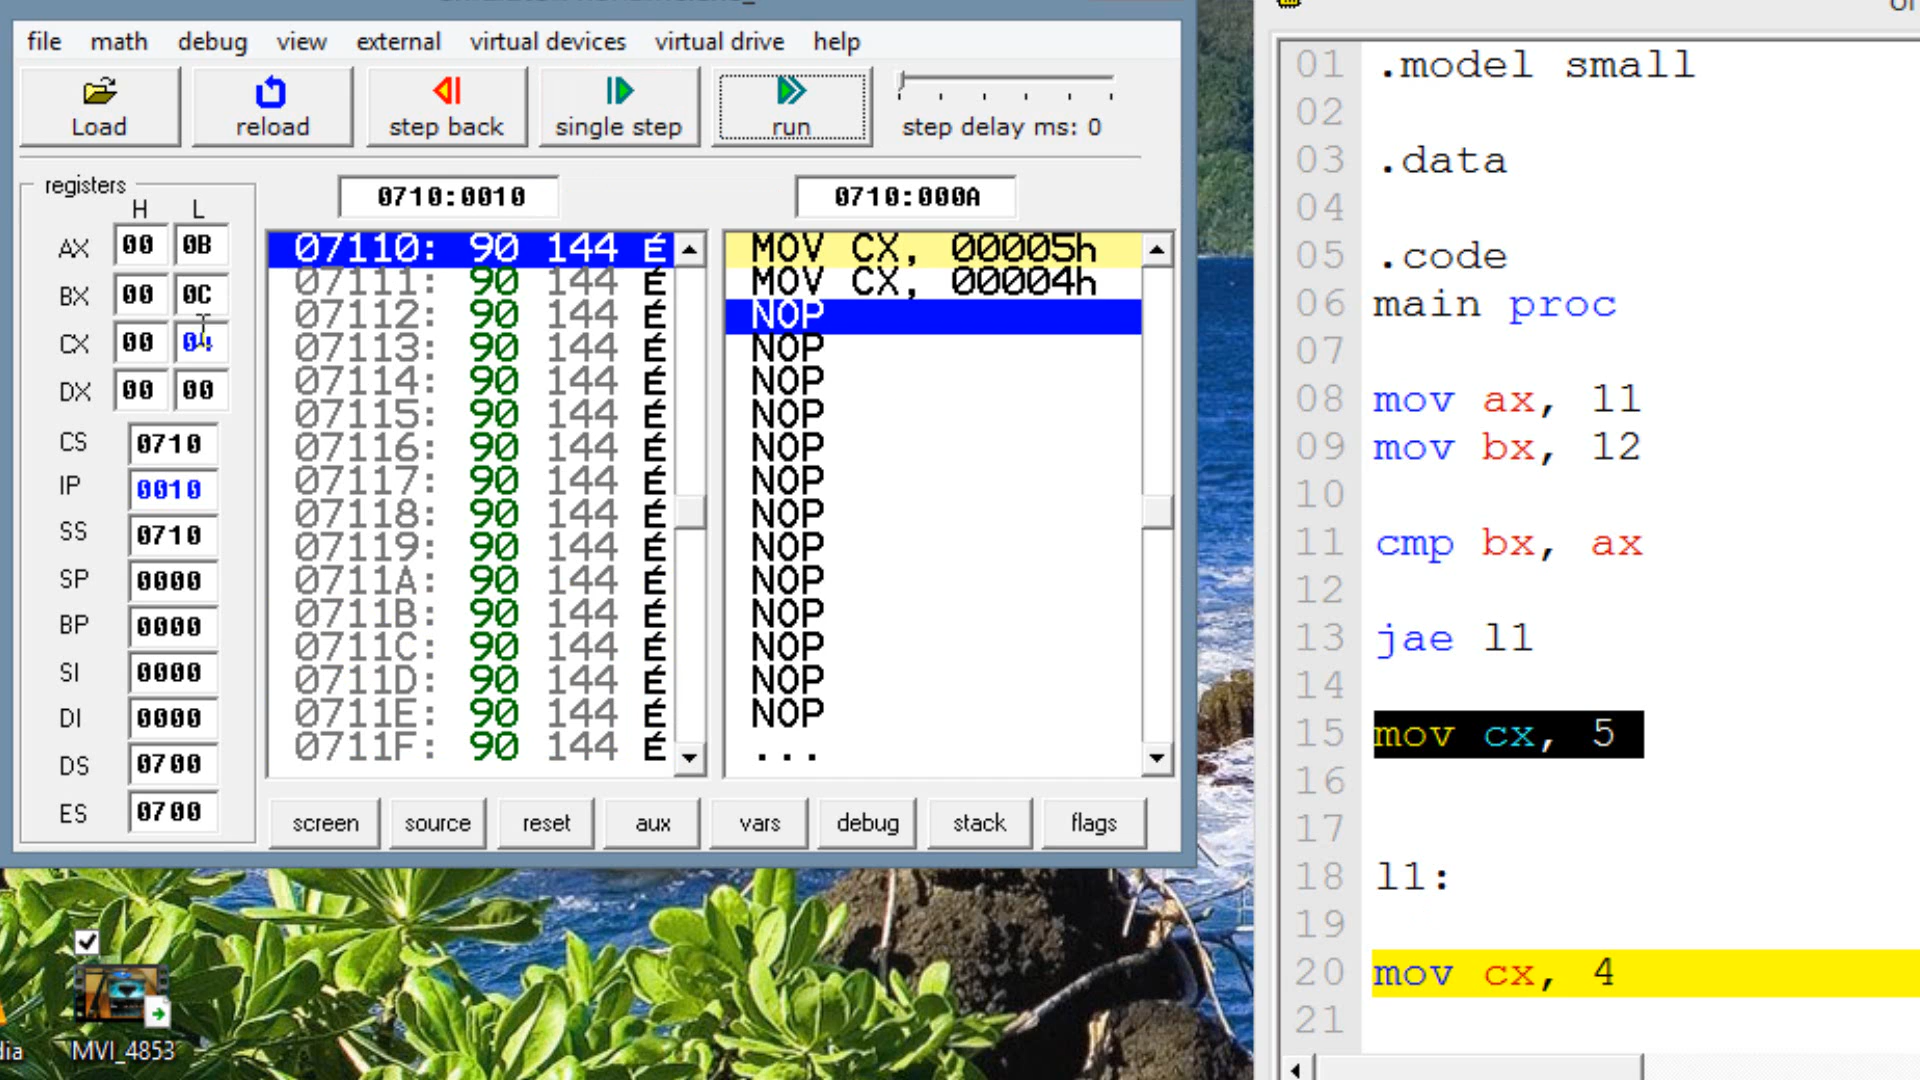 file math debug view external virtual devices virtual drive help
Load reload step back single step run step delay ms: 0
registers
H L
AX 00 0B
BX 00 0C
CX 00 04
DX 00 00
CS 0710
IP 0010
SS 0710
SP 0000
BP 0000
SI 0000
DI 0000
DS 0700
ES 0700
0710:0010
07110: 90 144 É
07111: 90 144 É
07112: 90 144 É
07113: 90 144 É
07114: 90 144 É
07115: 90 144 É
07116: 90 144 É
07117: 90 144 É
07118: 90 144 É
07119: 90 144 É
0711A: 90 144 É
0711B: 90 144 É
0711C: 90 144 É
0711D: 90 144 É
0711E: 90 144 É
0711F: 90 144 É
0710:000A
MOV CX, 00005h
MOV CX, 00004h
NOP
NOP
NOP
NOP
NOP
NOP
NOP
NOP
NOP
NOP
NOP
NOP
NOP
...
screen source reset aux vars debug stack flags
01 .model small
02
03 .data
04
05 .code
06 main proc
07
08 mov ax, 11
09 mov bx, 12
10
11 cmp bx, ax
12
13 jae l1
14
15 mov cx, 5
16
17
18 l1:
19
20 mov cx, 4
21
dia
MVI_4853